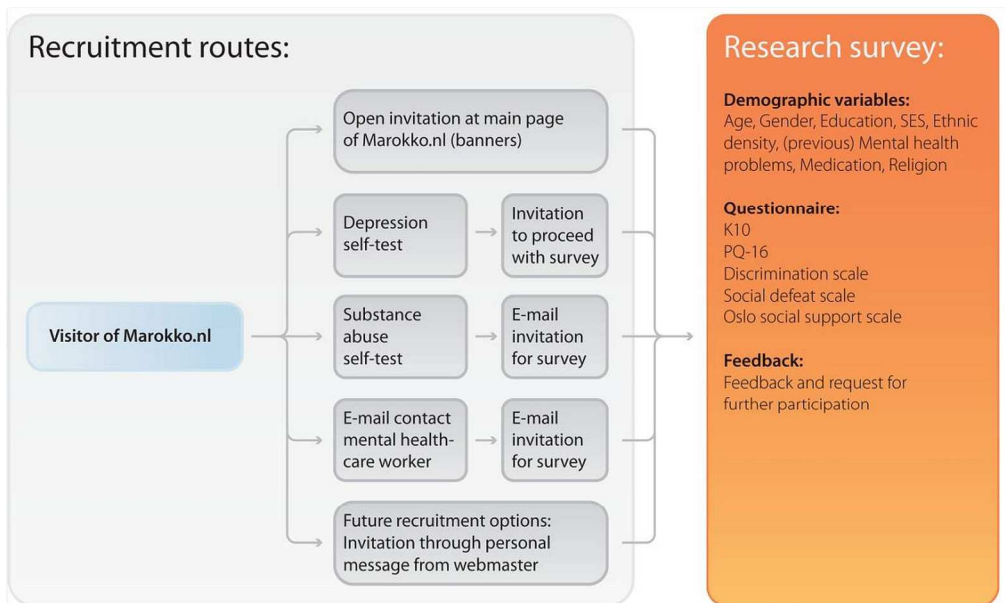 Recruitment routes:
Visitor of Marokko.nl
Open invitation at main page
of Marokko.nl (banners)
Depression
self-test
Invitation
to proceed
with survey
Substance
abuse
self-test
E-mail
invitation
for survey
E-mail contact
mental health-
care worker
E-mail
invitation
for survey
Future recruitment options:
Invitation through personal
message from webmaster
Research survey:
Demographic variables:
Age, Gender, Education, SES, Ethnic
density, (previous) Mental health
problems, Medication, Religion
Questionnaire:
K10
PQ-16
Discrimination scale
Social defeat scale
Oslo social support scale
Feedback:
Feedback and request for
further participation